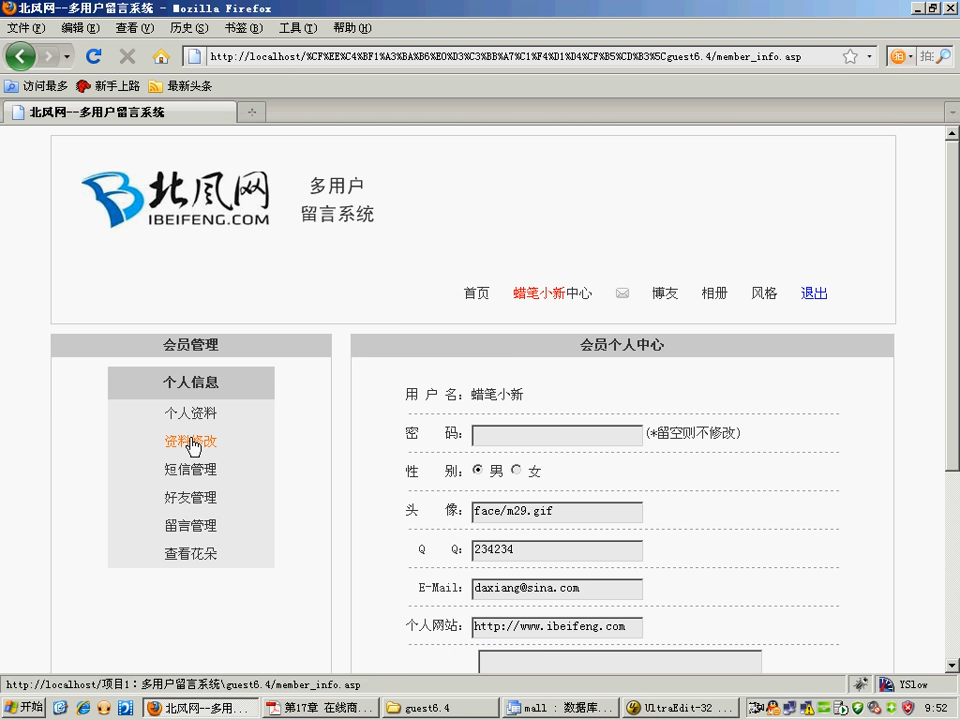 北风网--多用户留言系统 - Mozilla Firefox
文件(F) 编辑(E) 查看(V) 历史(S) 书签(B) 工具(T) 帮助(H)
http://localhost/%CF%EE%C4%BF1%A3%BA%B6%E0%D3%C3%BB%A7%C1%F4%D1%D4%CF%B5%CD%B3%5Cguest6.4/member_info.asp
访问最多 新手上路 最新头条
北风网--多用户留言系统
北风网
IBEIFENG.COM
多用户
留言系统
首页 蜡笔小新中心 博友 相册 风格 退出
会员管理
个人信息
个人资料
资料修改
短信管理
好友管理
留言管理
查看花朵
会员个人中心
用 户 名: 蜡笔小新
密 码: (*留空则不修改)
性 别: 男 女
头 像: face/m29.gif
Q Q: 234234
E-Mail: daxiang@sina.com
个人网站: http://www.ibeifeng.com
http://localhost/项目1：多用户留言系统\guest6.4/member_info.asp
YSlow
开始 北风网--多用... 第17章 在线商... guest6.4 mall : 数据库... UltraEdit-32 ... 9:52